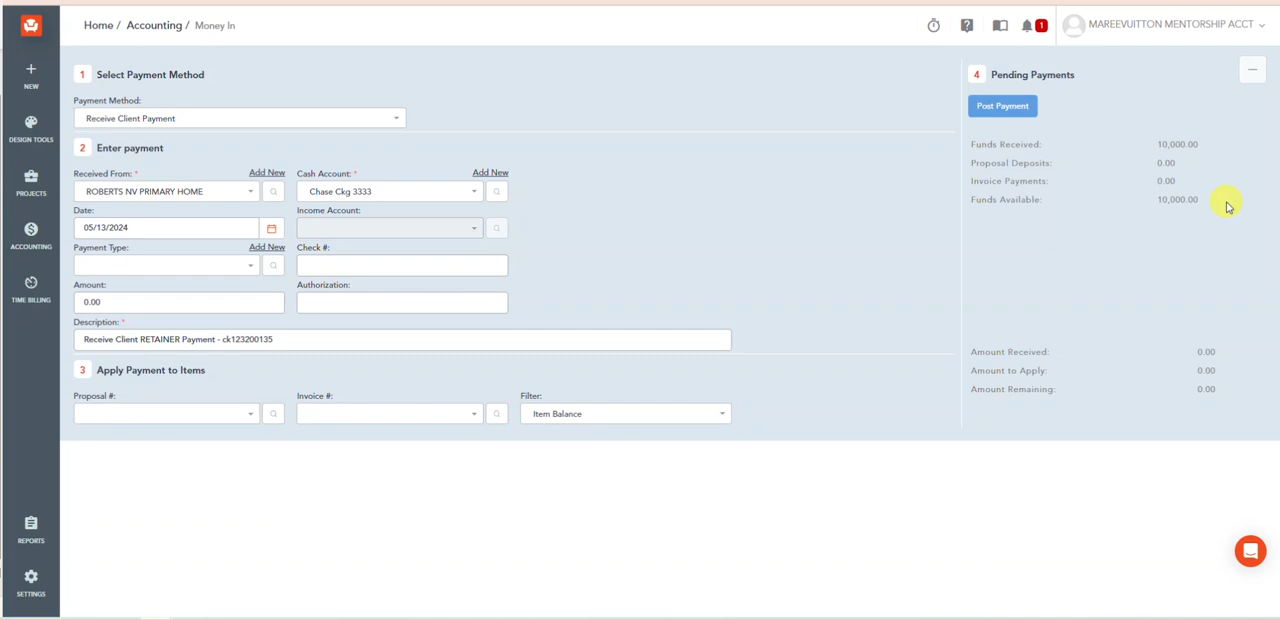 Home / Accounting / Money In
? 1 MAREEVUITTON MENTORSHIP ACCT
NEW
DESIGN TOOLS
PROJECTS
ACCOUNTING
TIME BILLING
REPORTS
SETTINGS
1 Select Payment Method
Payment Method:
Receive Client Payment
2 Enter payment
Received From: * Add New Cash Account: * Add New
ROBERTS NV PRIMARY HOME Chase Ckg 3333
Date: Income Account:
05/13/2024
Payment Type: Add New Check #:
Amount: Authorization:
0.00
Description: *
Receive Client RETAINER Payment - ck123200135
3 Apply Payment to Items
Proposal #: Invoice #: Filter:
Item Balance
4 Pending Payments
Post Payment
Funds Received: 10,000.00
Proposal Deposits: 0.00
Invoice Payments: 0.00
Funds Available: 10,000.00
Amount Received: 0.00
Amount to Apply: 0.00
Amount Remaining: 0.00